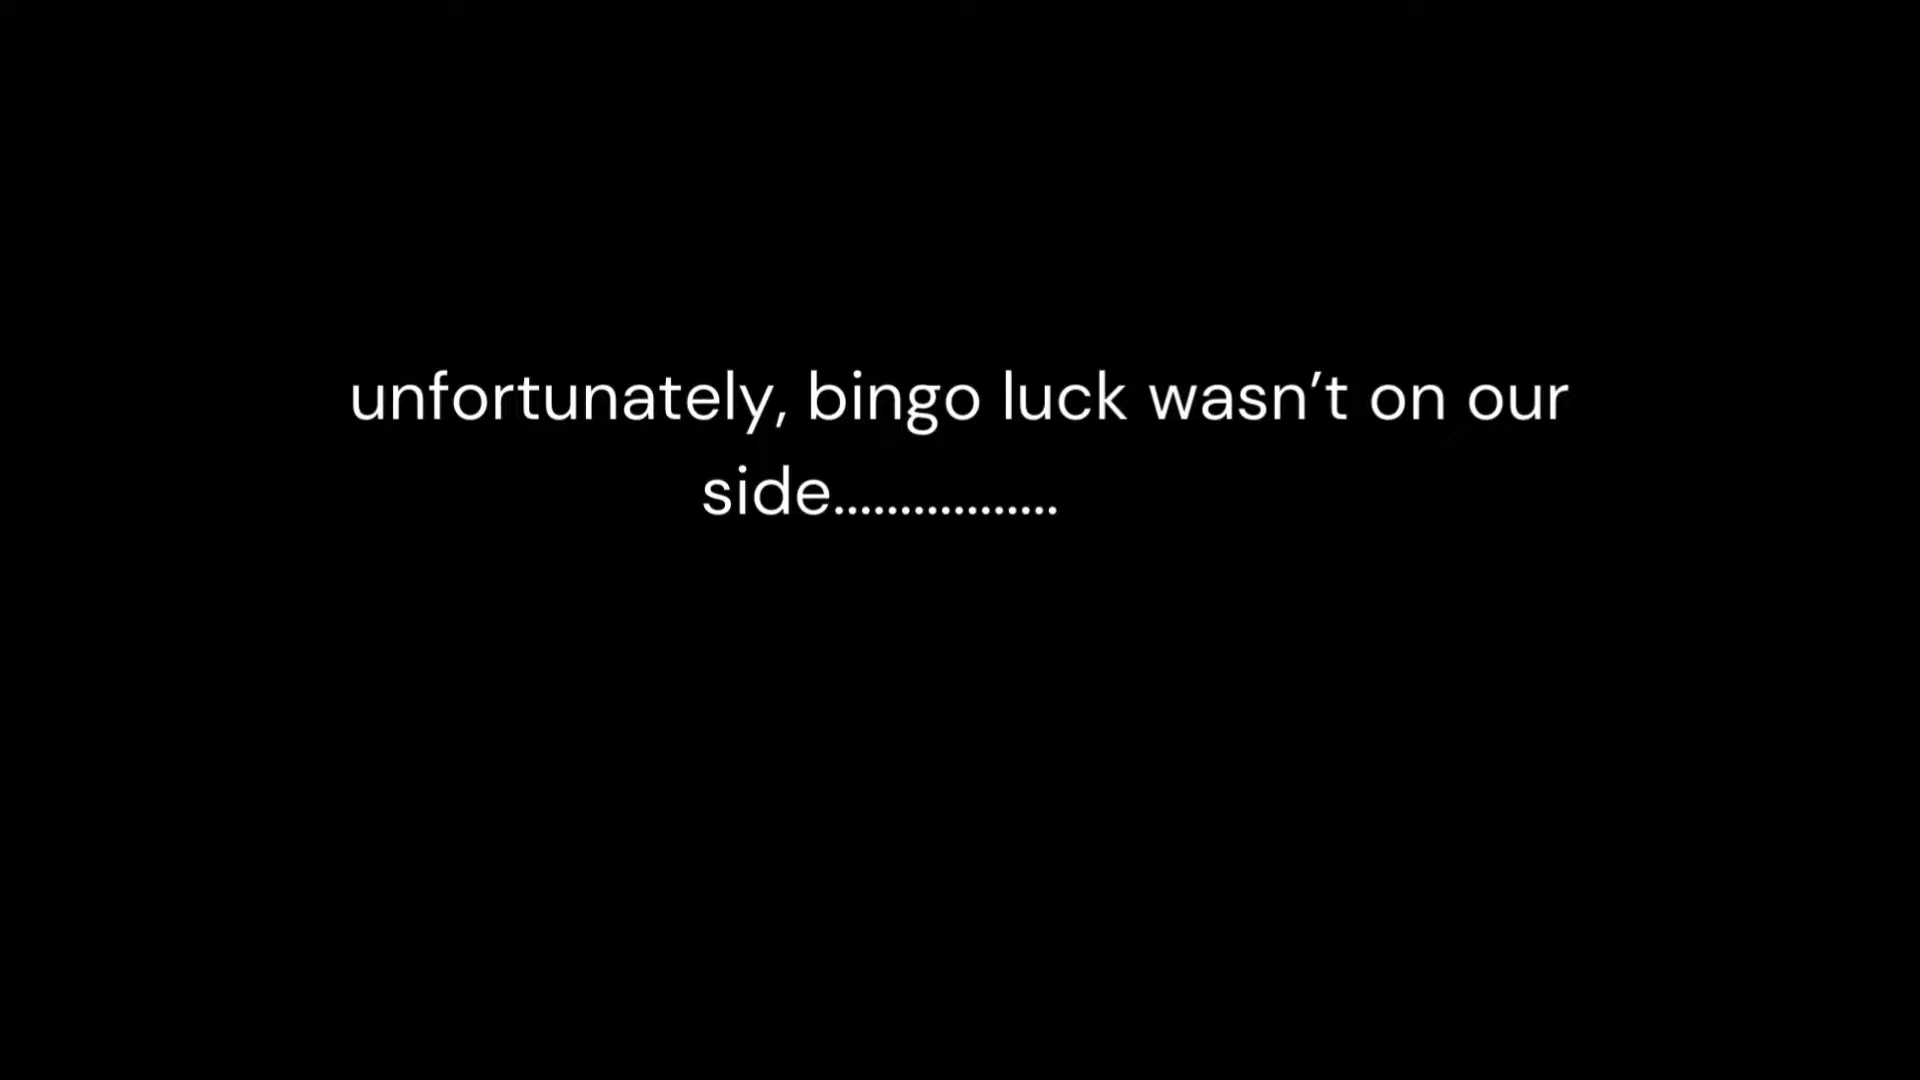 unfortunately, bingo luck wasn’t on our
side.................